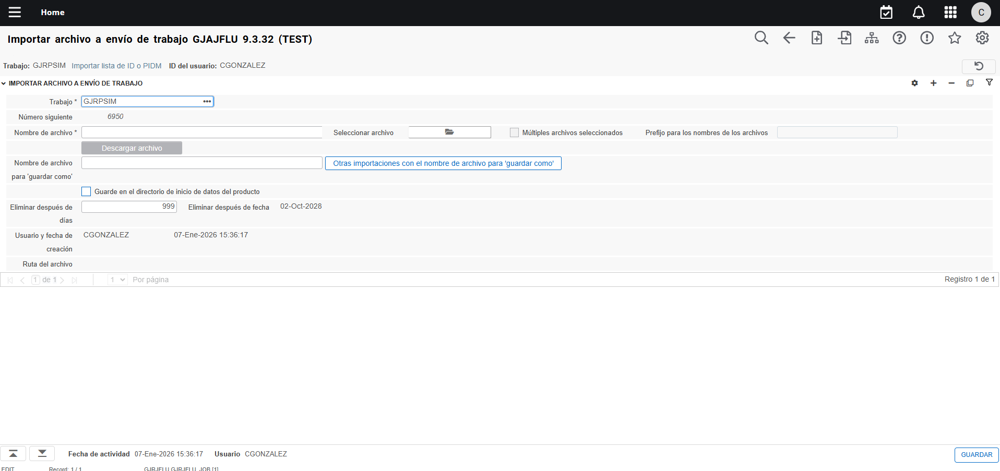 Home
C
Importar archivo a envío de trabajo GJAJFLU 9.3.32 (TEST)
Trabajo: GJRPSIM Importar lista de ID o PIDM ID del usuario: CGONZALEZ
IMPORTAR ARCHIVO A ENVÍO DE TRABAJO
Trabajo * GJRPSIM
Número siguiente 6950
Nombre de archivo * Seleccionar archivo Múltiples archivos seleccionados Prefijo para los nombres de los archivos
Descargar archivo
Nombre de archivo para 'guardar como' Otras importaciones con el nombre de archivo para 'guardar como'
Guarde en el directorio de inicio de datos del producto
Eliminar después de días 999 Eliminar después de fecha 02-Oct-2028
Usuario y fecha de creación CGONZALEZ 07-Ene-2026 15:36:17
Ruta del archivo
1 de 1 1 Por página Registro 1 de 1
Fecha de actividad 07-Ene-2026 15:36:17 Usuario CGONZALEZ GUARDAR
EDIT Record: 1 / 1 GJRJFLU.GJRJFLU_JOB [1]